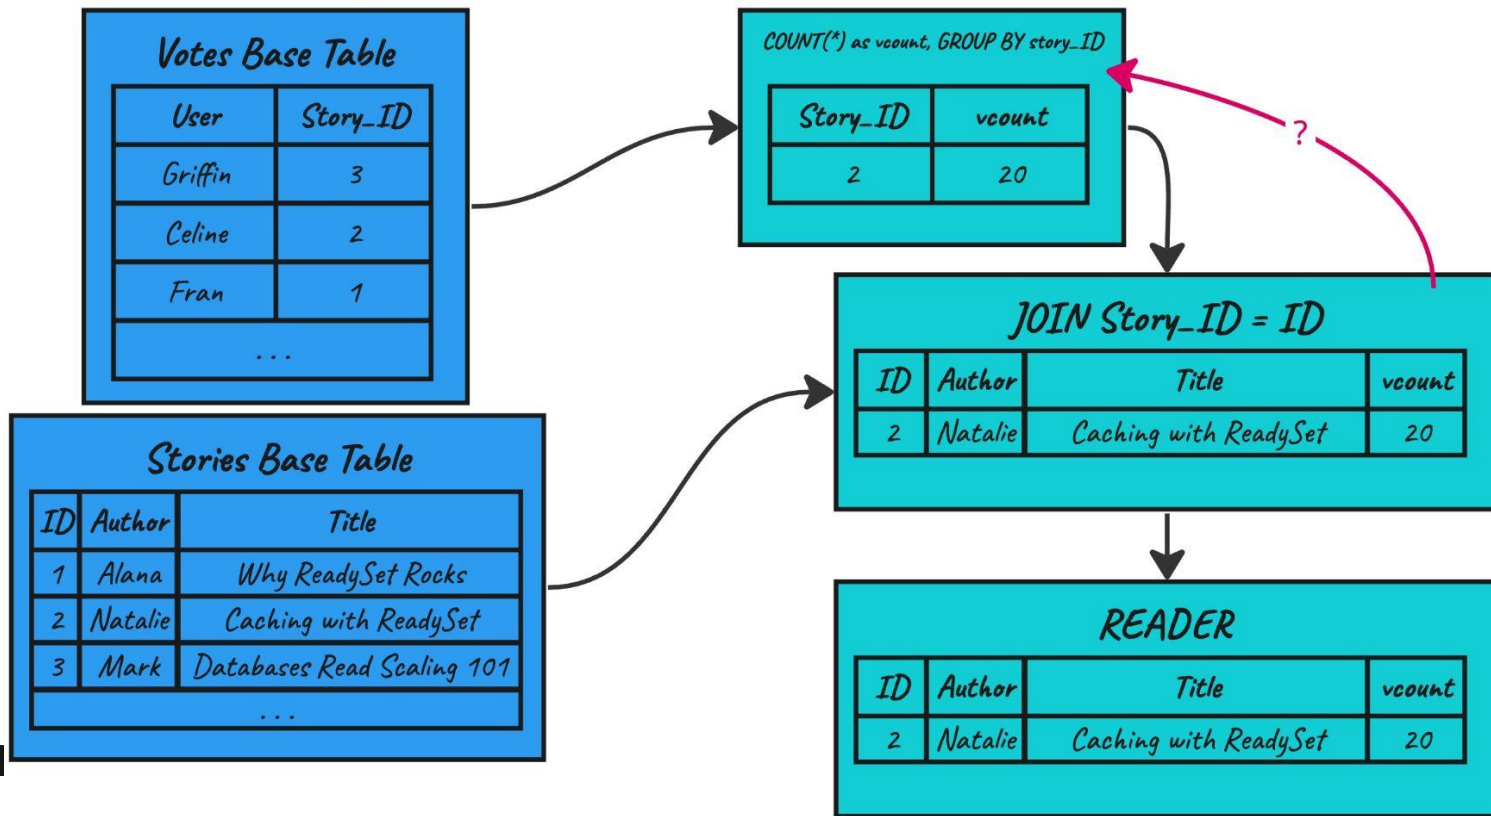 Votes Base Table
User Story_ID
Griffin 3
Celine 2
Fran 1
...
Stories Base Table
ID Author Title
1 Alana Why ReadySet Rocks
2 Natalie Caching with ReadySet
3 Mark Databases Read Scaling 101
...
COUNT(*) as vcount, GROUP BY story_ID
Story_ID vcount
2 20
?
JOIN Story_ID = ID
ID Author Title vcount
2 Natalie Caching with ReadySet 20
READER
ID Author Title vcount
2 Natalie Caching with ReadySet 20